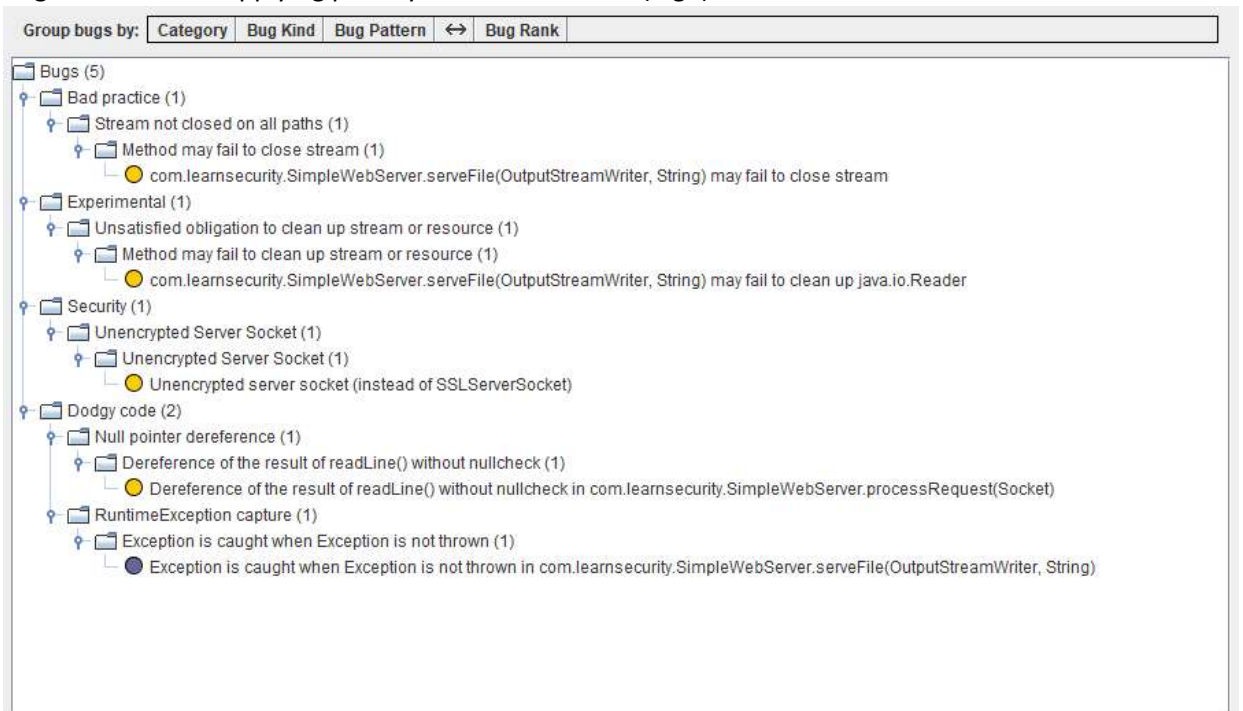 Group bugs by: Category Bug Kind Bug Pattern ↔ Bug Rank
Bugs (5)
Bad practice (1)
Stream not closed on all paths (1)
Method may fail to close stream (1)
com.learnsecurity.SimpleWebServer.serveFile(OutputStreamWriter, String) may fail to close stream
Experimental (1)
Unsatisfied obligation to clean up stream or resource (1)
Method may fail to clean up stream or resource (1)
com.learnsecurity.SimpleWebServer.serveFile(OutputStreamWriter, String) may fail to clean up java.io.Reader
Security (1)
Unencrypted Server Socket (1)
Unencrypted Server Socket (1)
Unencrypted server socket (instead of SSLServerSocket)
Dodgy code (2)
Null pointer dereference (1)
Dereference of the result of readLine() without nullcheck (1)
Dereference of the result of readLine() without nullcheck in com.learnsecurity.SimpleWebServer.processRequest(Socket)
RuntimeException capture (1)
Exception is caught when Exception is not thrown (1)
Exception is caught when Exception is not thrown in com.learnsecurity.SimpleWebServer.serveFile(OutputStreamWriter, String)